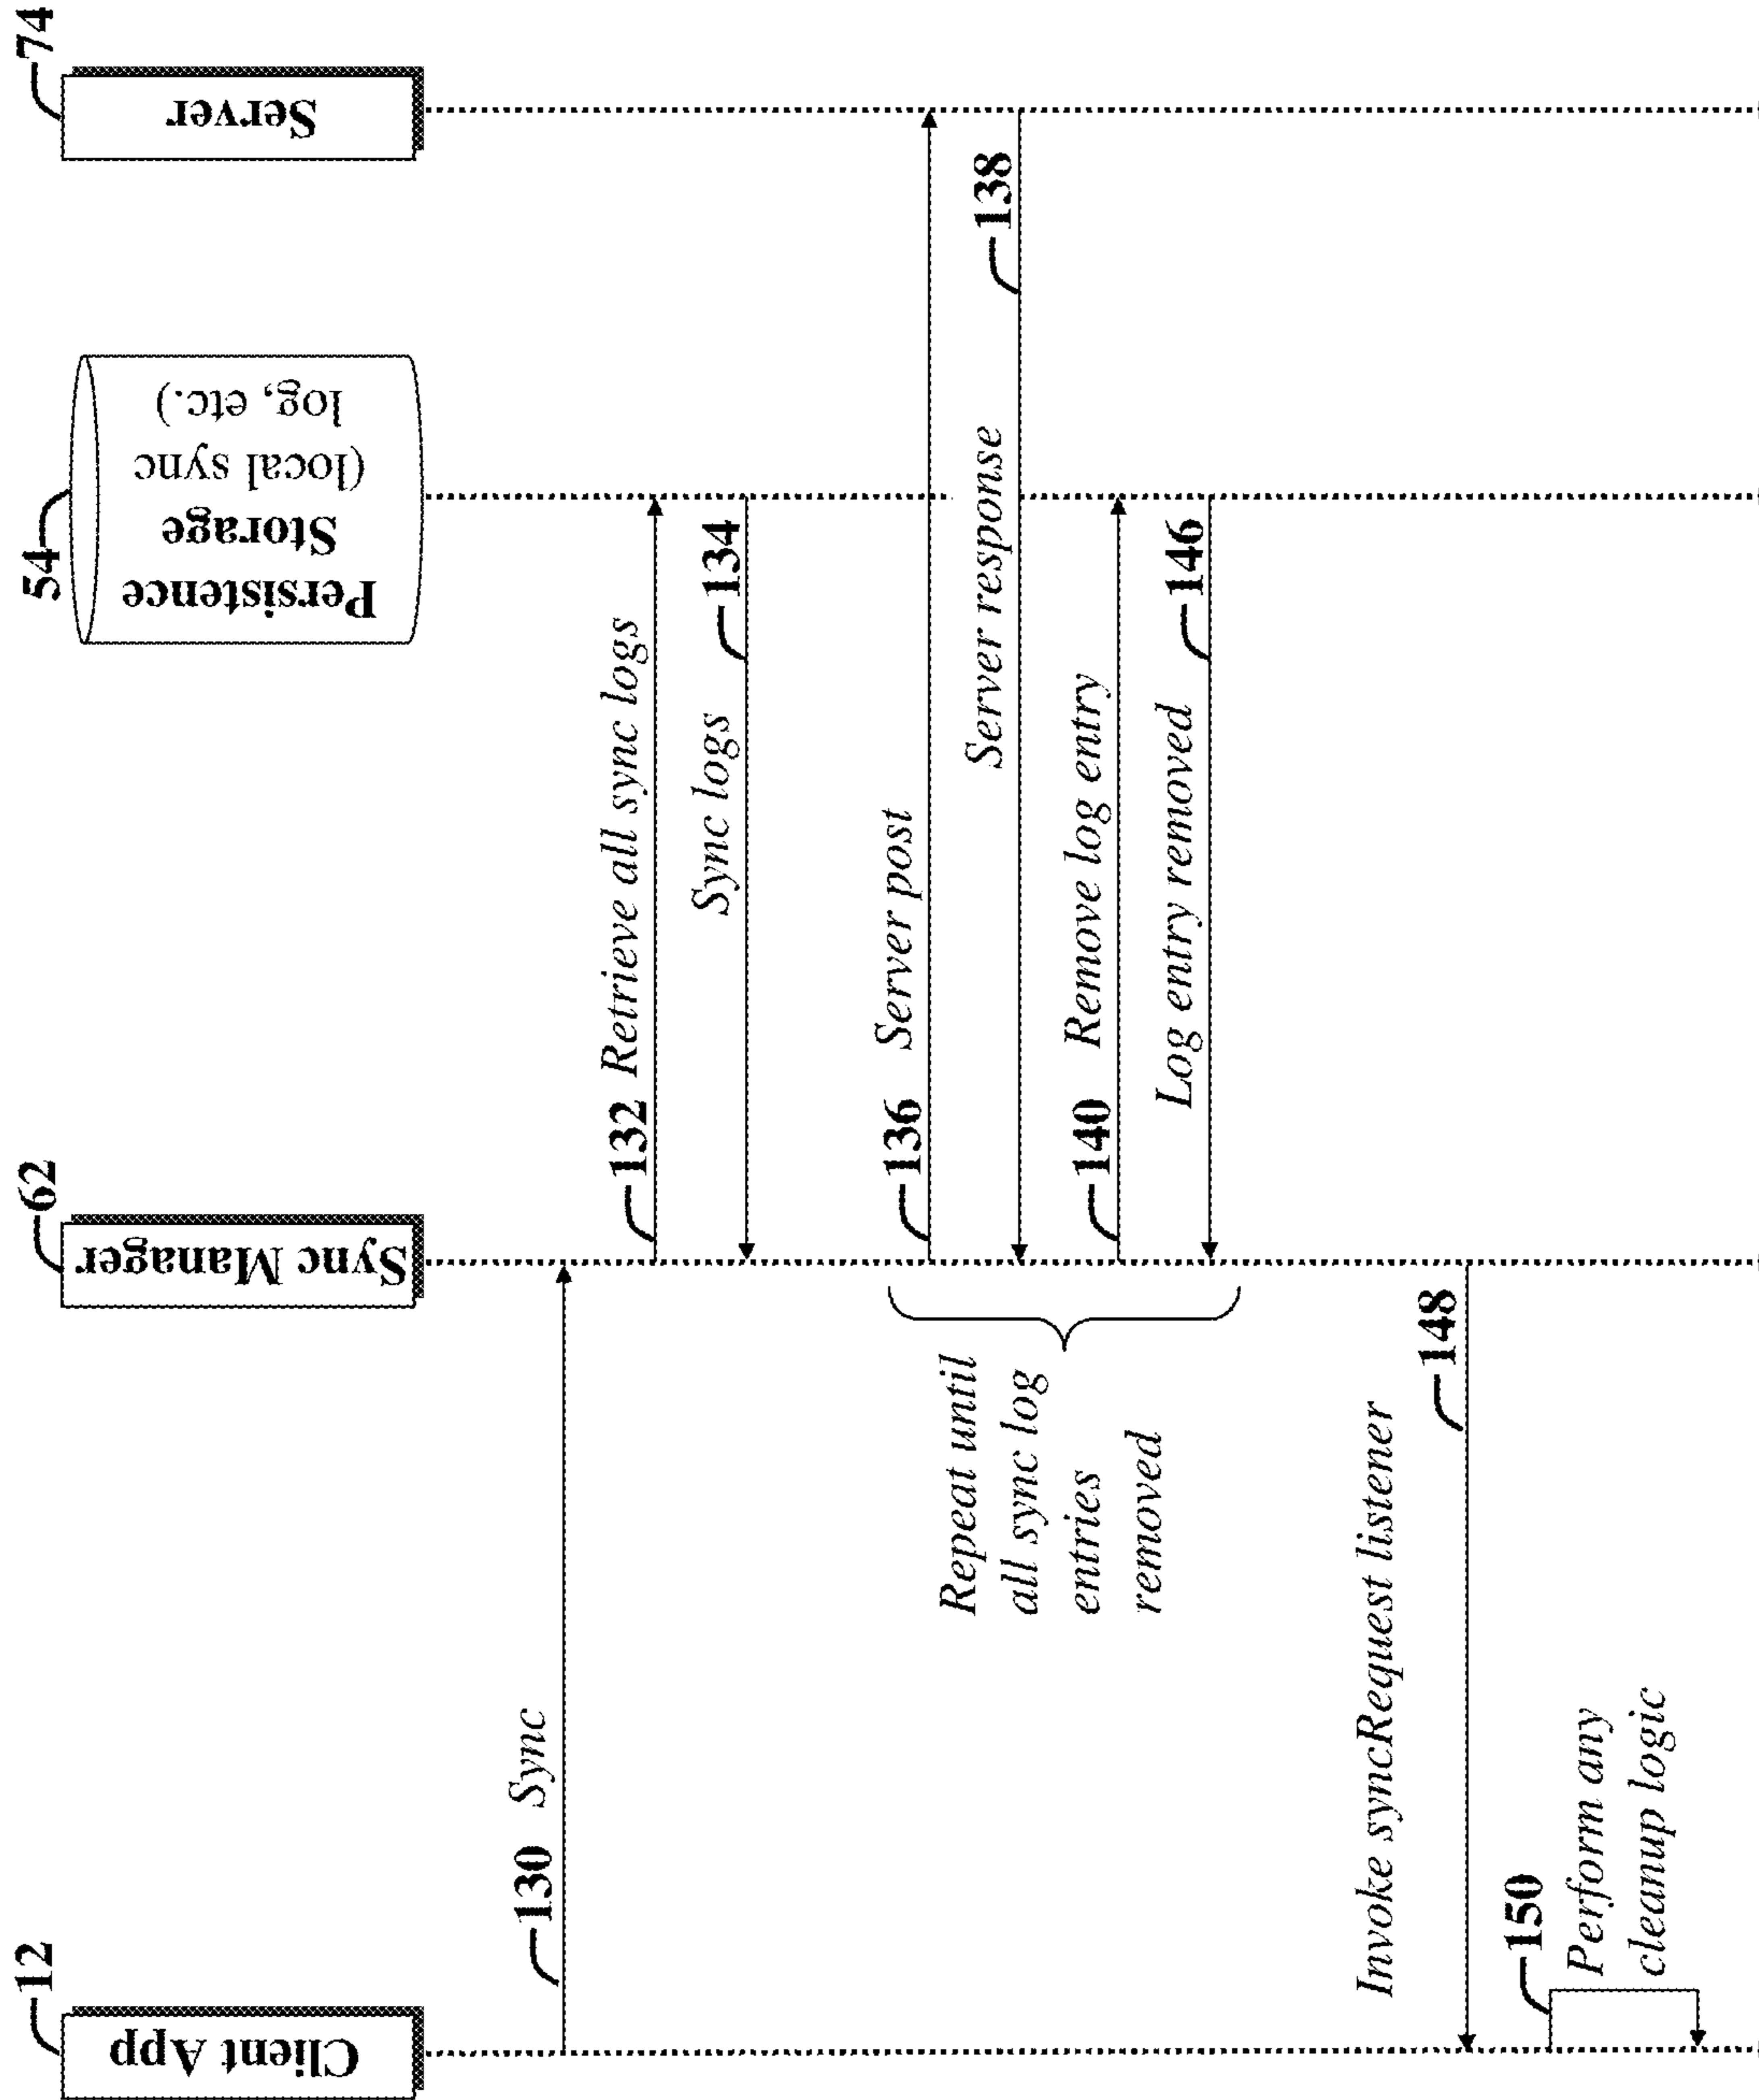 12
Client App
62
Sync Manager
54
Persistence
Storage
(local sync
log, etc.)
74
Server
130 Sync
132 Retrieve all sync logs
Sync logs
134
136 Server post
Server response
138
140 Remove log entry
Log entry removed
146
Repeat until
all sync log
entries
removed
Invoke syncRequest listener
148
150
Perform any
cleanup logic